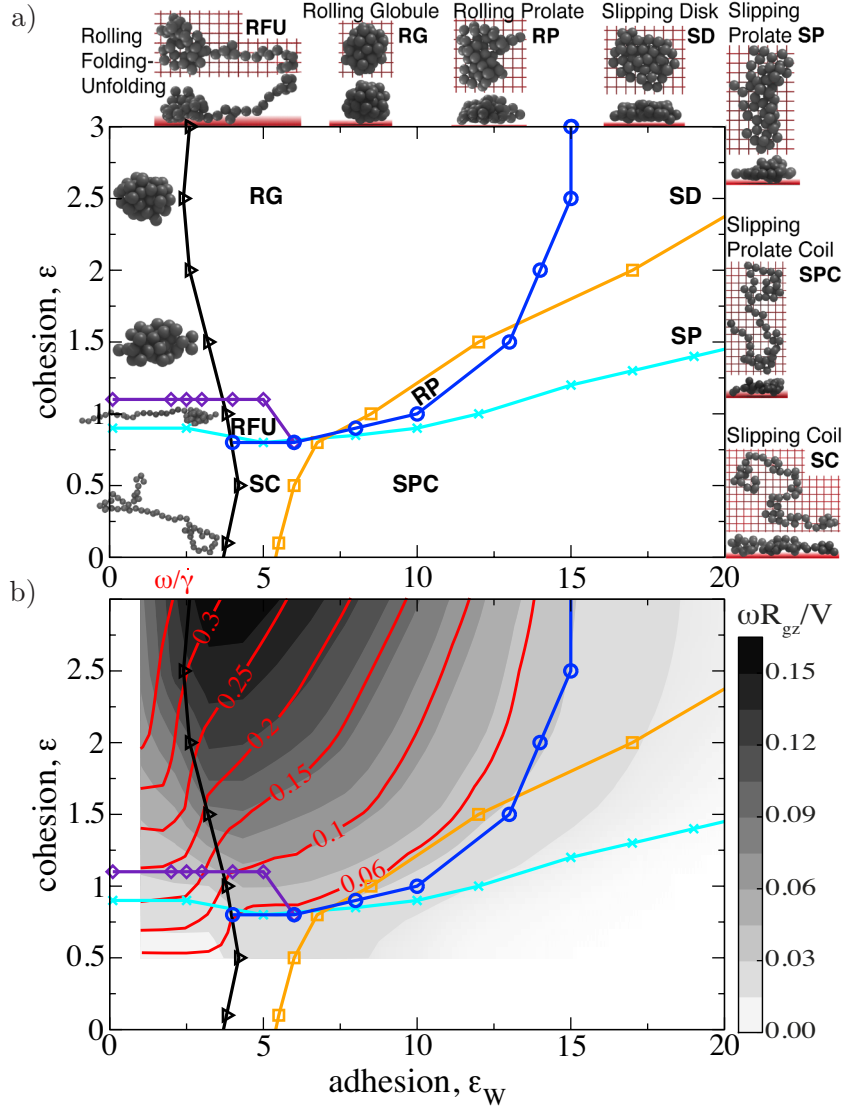 a)
Rolling
Folding-
Unfolding
RFU
Rolling Globule
RG
Rolling Prolate
RP
Slipping Disk
SD
Slipping
Prolate SP
3
2.5
2
1.5
1
0.5
0
cohesion, ε
RG
SD
SP
RP
RFU
SC
SPC
Slipping
Prolate Coil
SPC
Slipping Coil
SC
0
5
10
15
20
ω/γ
b)
2.5
2
1.5
1
0.5
0
cohesion, ε
0.3
0.25
0.2
0.15
0.1
0.06
ωRgz/V
0.15
0.12
0.09
0.06
0.03
0.00
0
5
10
15
20
adhesion, εw